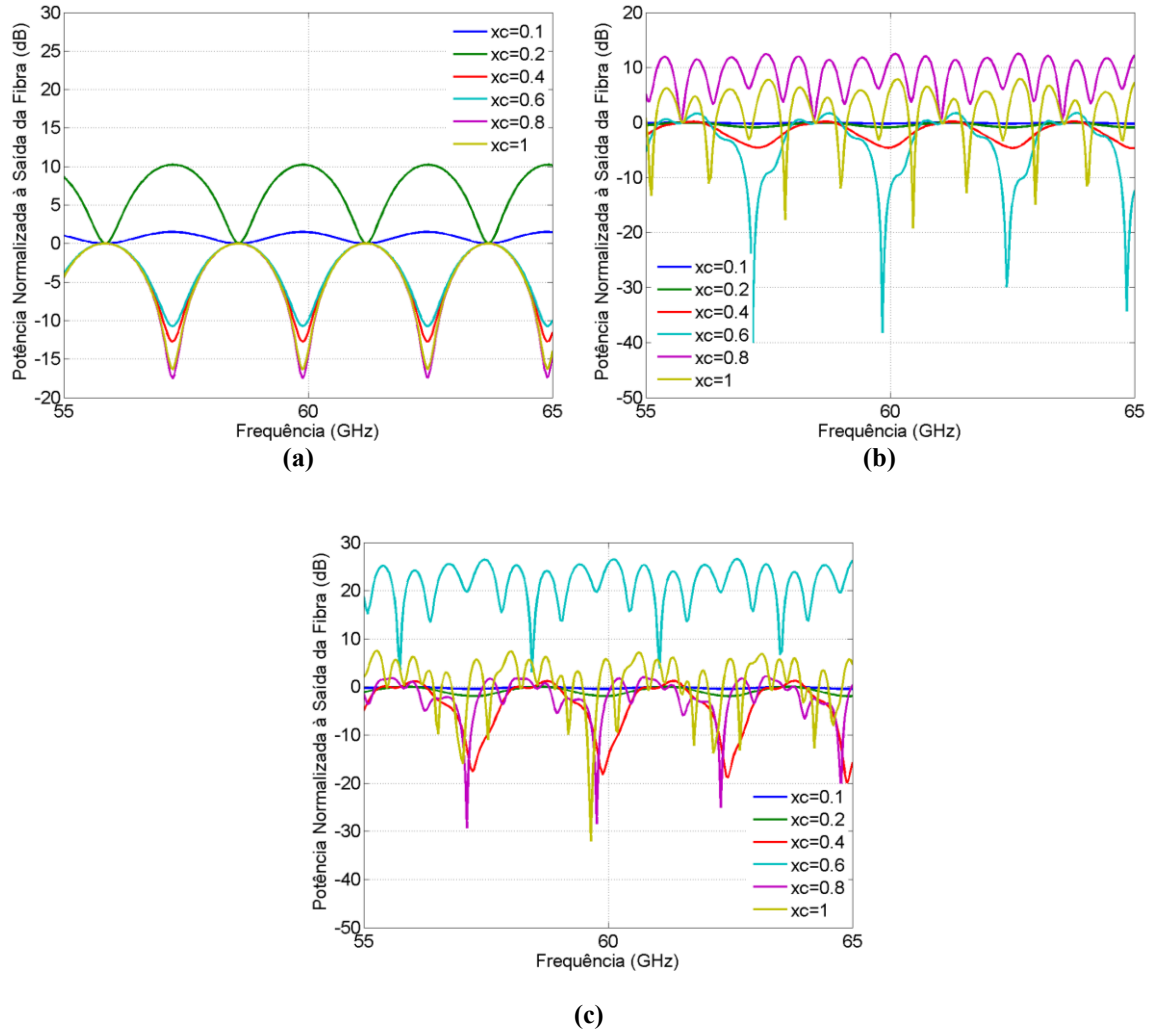 Potência Normalizada à Saída da Fibra (dB)
30
25
20
15
10
5
0
-5
-10
-15
-20
xc=0.1
xc=0.2
xc=0.4
xc=0.6
xc=0.8
xc=1
55
60
65
Frequência (GHz)
(a)
Potência Normalizada à Saída da Fibra (dB)
20
10
0
-10
-20
-30
-40
-50
xc=0.1
xc=0.2
xc=0.4
xc=0.6
xc=0.8
xc=1
55
60
65
Frequência (GHz)
(b)
Potência Normalizada à Saída da Fibra (dB)
30
20
10
0
-10
-20
-30
-40
-50
xc=0.1
xc=0.2
xc=0.4
xc=0.6
xc=0.8
xc=1
55
60
65
Frequência (GHz)
(c)